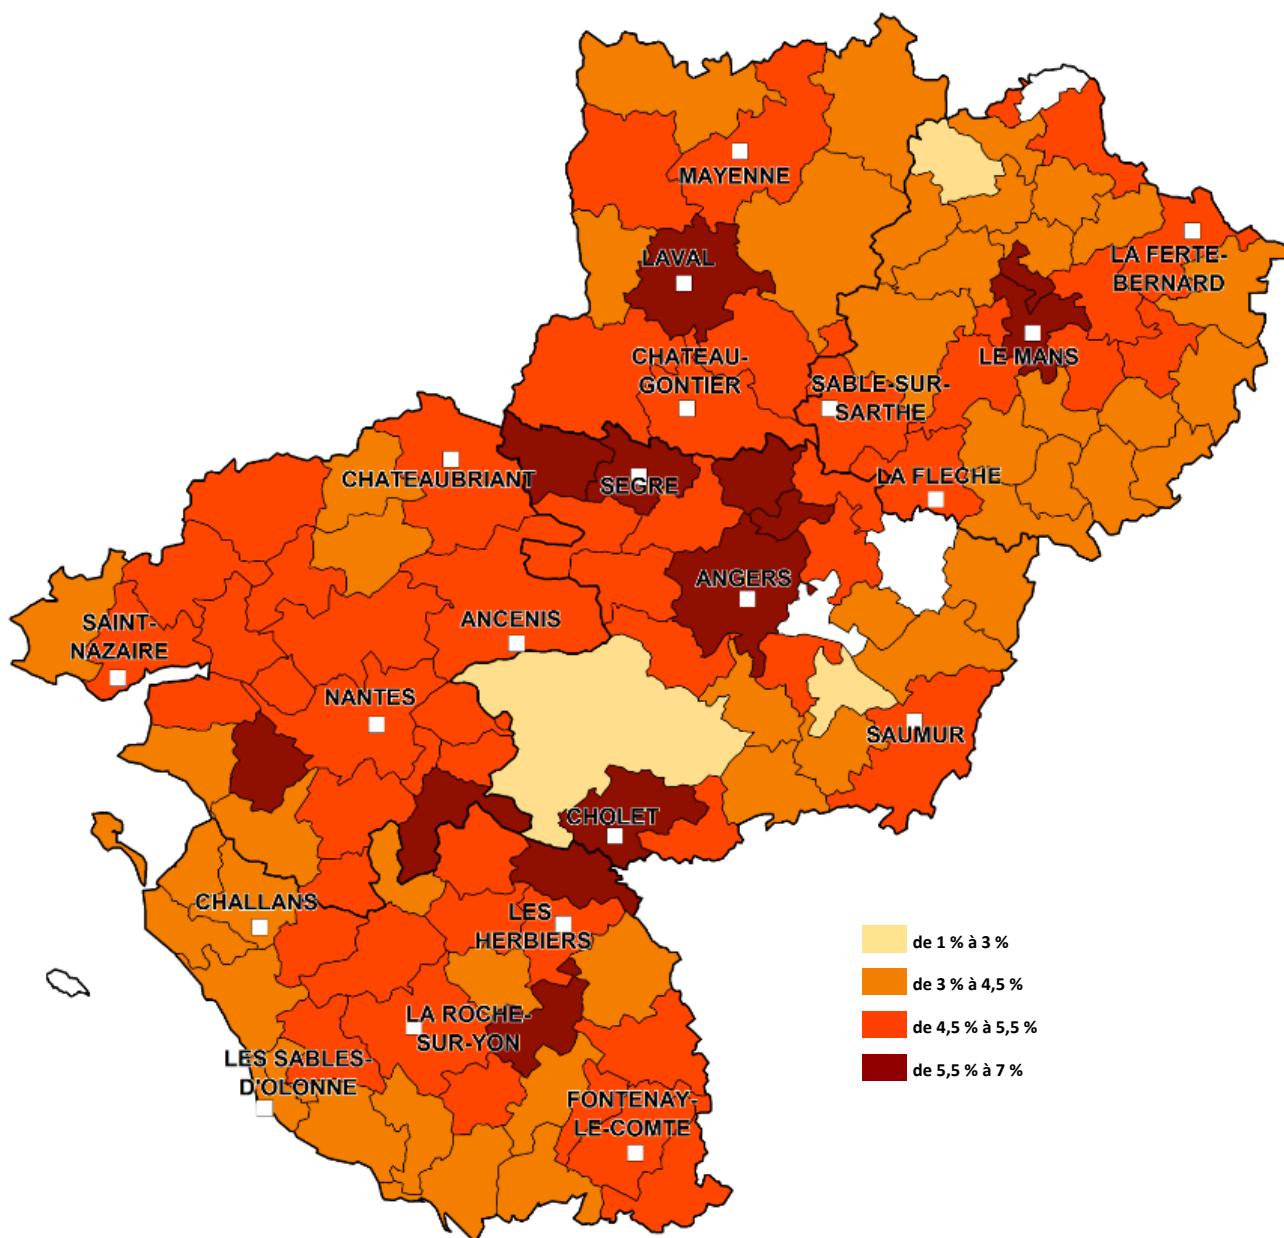 MAYENNE
LAVAL
LA FERTE-
BERNARD
LE MANS
CHATEAU-
GONTIER
SABLE-SUR-
SARTHE
CHATEAUBRIANT
SEGRE
LA FLECHE
ANGERS
ANCENIS
SAINT-
NAZAIRE
NANTES
SAUMUR
CHOLET
CHALLANS
LES
HERBIERS
LA ROCHE-
SUR-YON
LES SABLES-
D'OLONNE
FONTENAY-
LE-COMTE
de 1 % à 3 %
de 3 % à 4,5 %
de 4,5 % à 5,5 %
de 5,5 % à 7 %